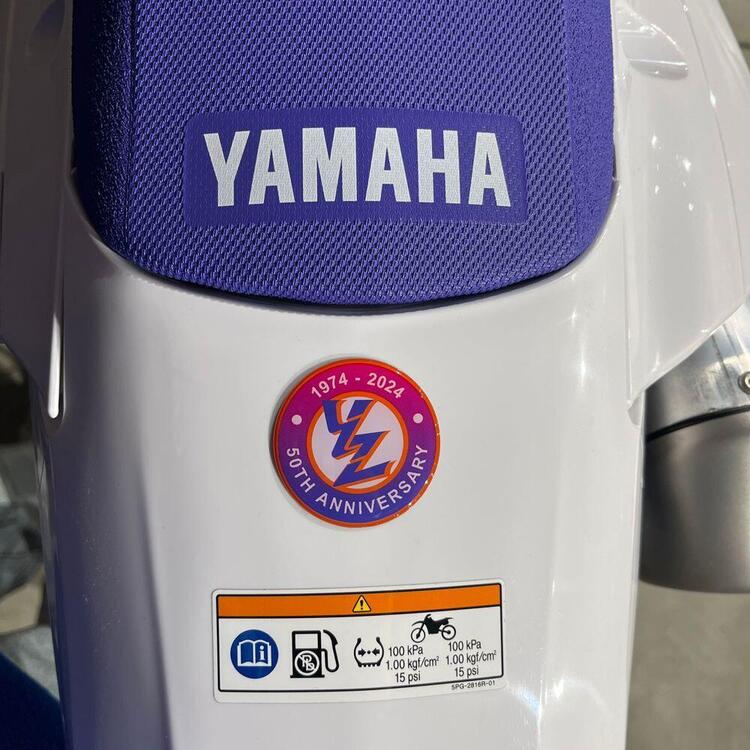 YAMAHA
1974 - 2024
YZ
50TH ANNIVERSARY
100 kPa
1.00 kgf/cm²
15 psi
100 kPa
1.00 kgf/cm²
15 psi
5PG-2816R-01